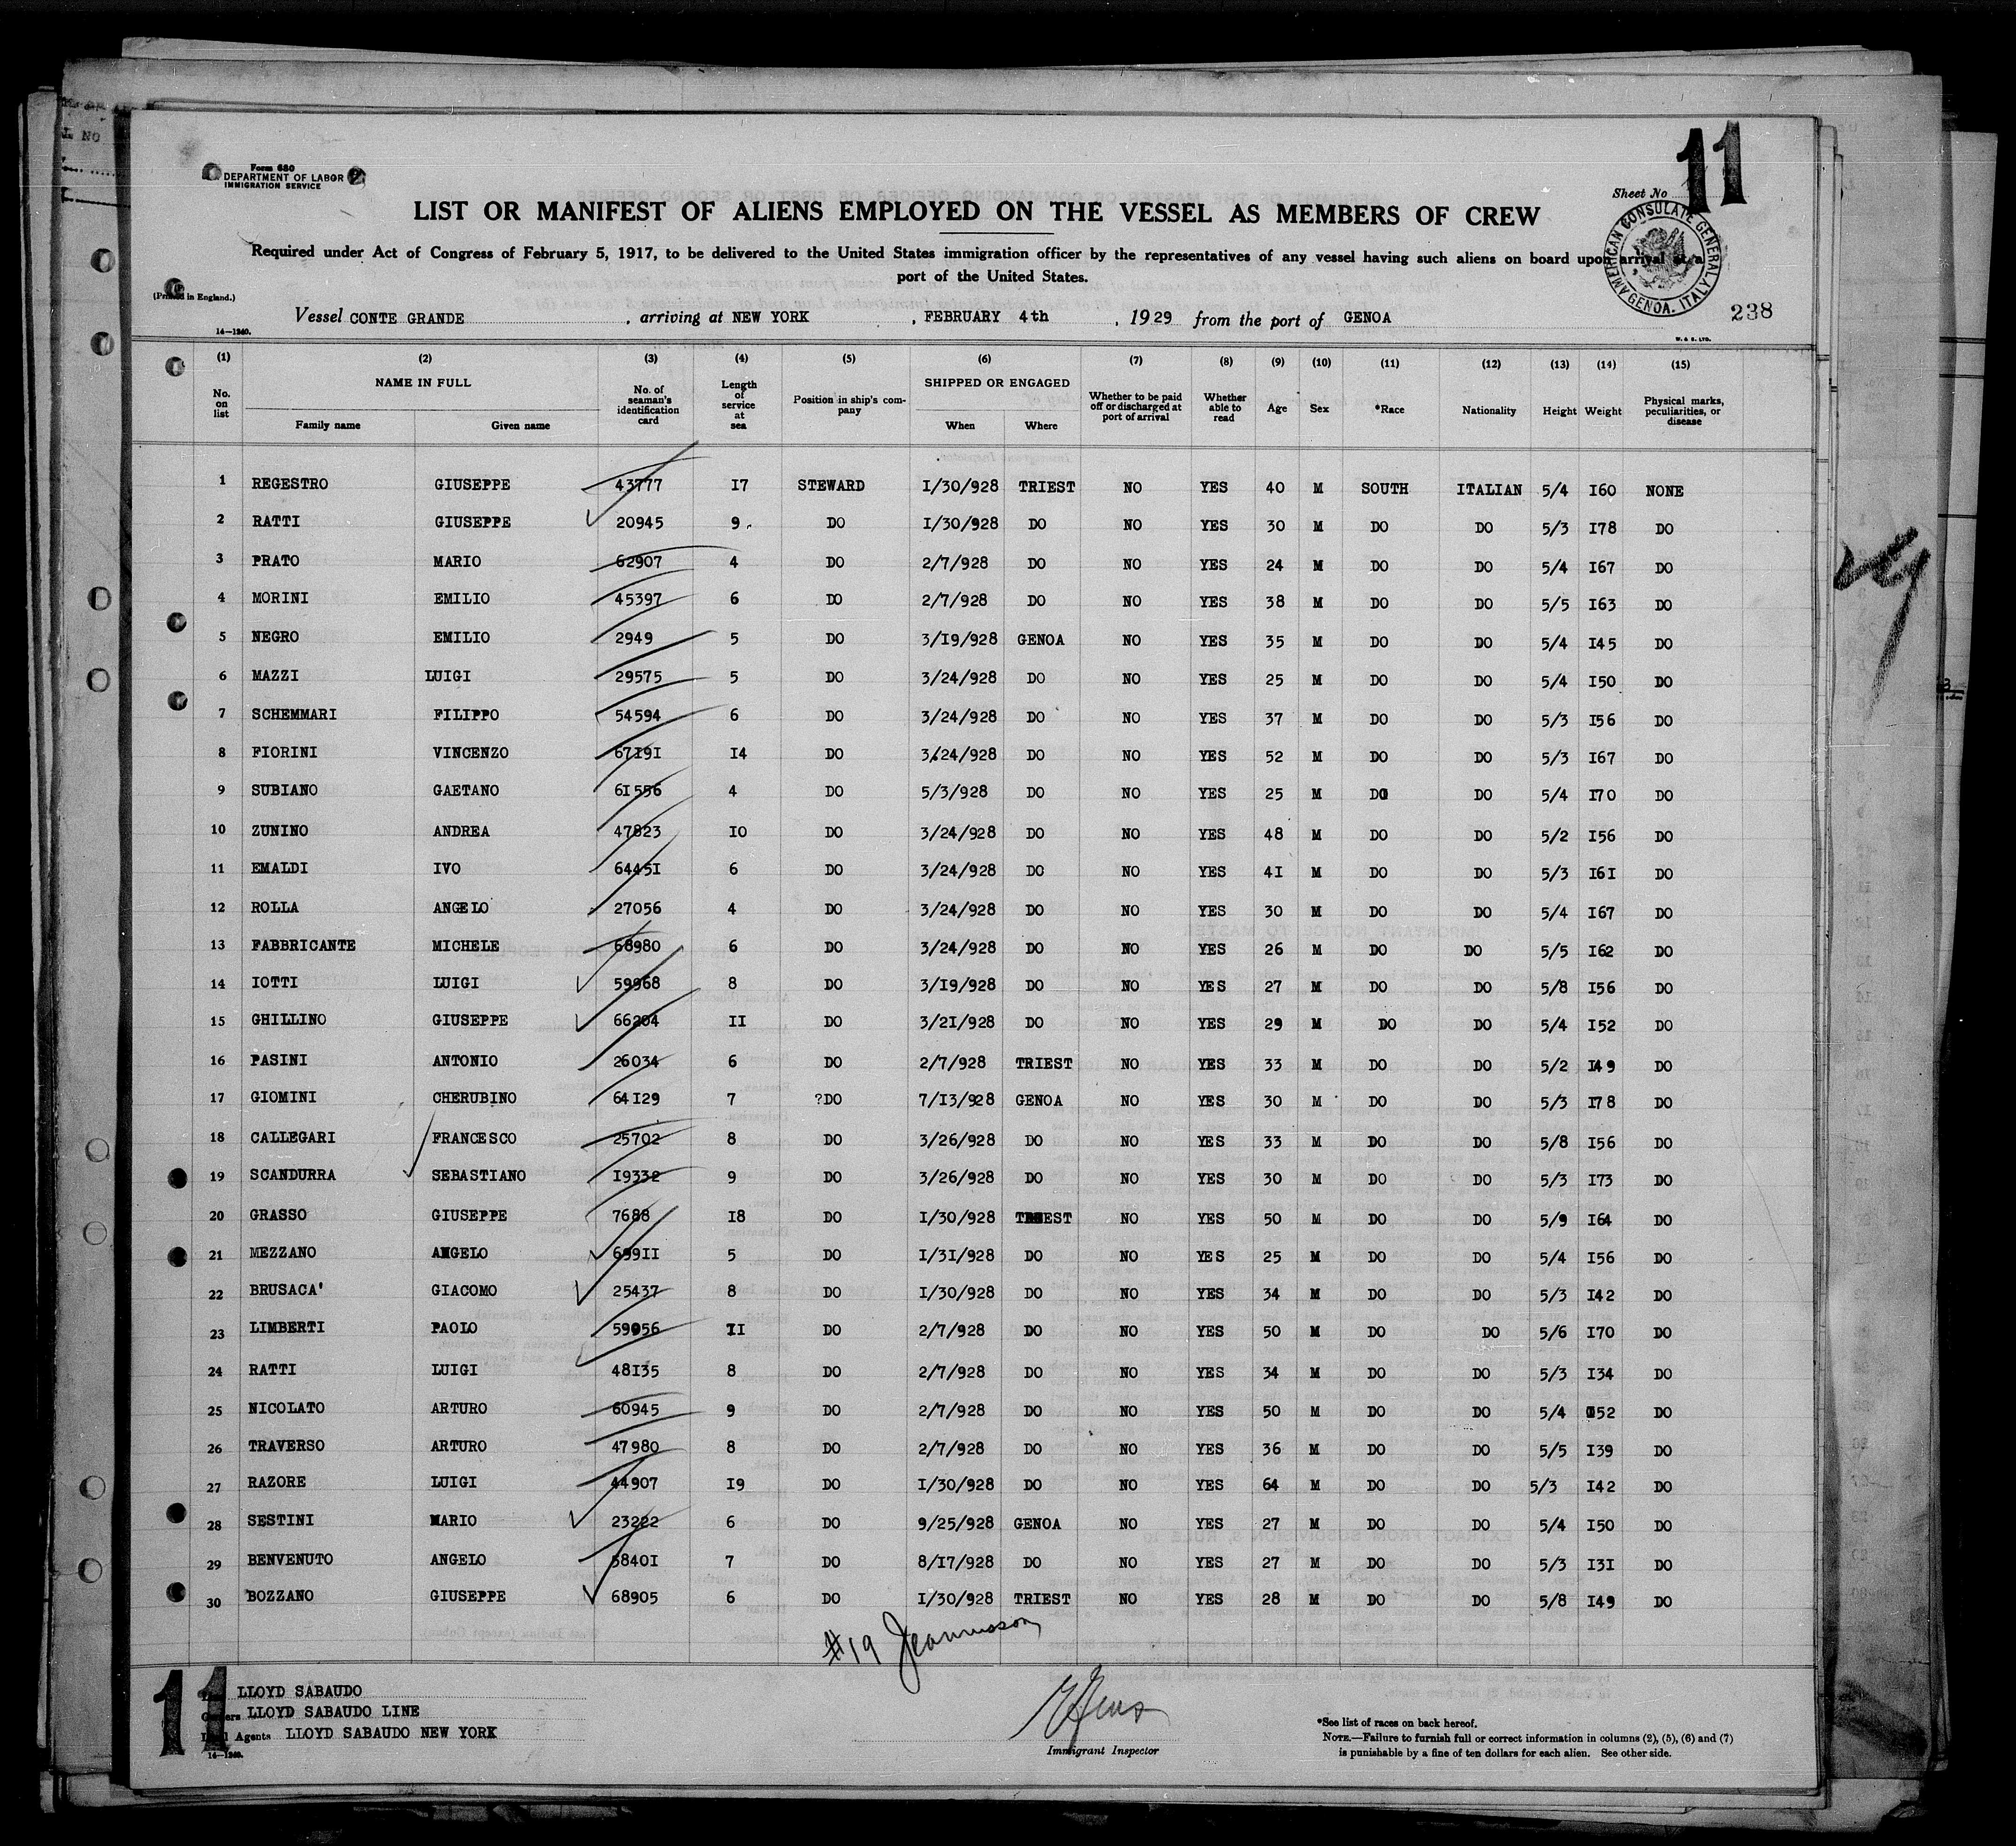 11
Form 680
DEPARTMENT OF LABOR
IMMIGRATION SERVICE
Sheet No
LIST OR MANIFEST OF ALIENS EMPLOYED ON THE VESSEL AS MEMBERS OF CREW
Required under Act of Congress of February 5, 1917, to be delivered to the United States immigration officer by the representatives of any vessel having such aliens on board upon arrival at a
port of the United States.
AMERICAN CONSULATE GENERAL GENOA. ITALY
(Printed in England.)
238
Vessel CONTE GRANDE, arriving at NEW YORK, FEBRUARY 4th, 1929 from the port of GENOA
14—1240.
W. & S. LTD.
(1) (2) (3) (4) (5) (6) (7) (8) (9) (10) (11) (12) (13) (14) (15)
No. on list NAME IN FULL Family name Given name No. of seaman's identification card Length of service at sea Position in ship's company SHIPPED OR ENGAGED When Where Whether to be paid off or discharged at port of arrival Whether able to read Age Sex *Race Nationality Height Weight Physical marks, peculiarities, or disease
1 REGESTRO GIUSEPPE 43777 17 STEWARD 1/30/928 TRIEST NO YES 40 M SOUTH ITALIAN 5/4 160 NONE
2 RATTI GIUSEPPE 20945 9 DO 1/30/928 DO NO YES 30 M DO DO 5/3 178 DO
3 PRATO MARIO 62907 4 DO 2/7/928 DO NO YES 24 M DO DO 5/4 167 DO
4 MORINI EMILIO 45397 6 DO 2/7/928 DO NO YES 38 M DO DO 5/5 163 DO
5 NEGRO EMILIO 2949 5 DO 3/19/928 GENOA NO YES 35 M DO DO 5/4 145 DO
6 MAZZI LUIGI 29575 5 DO 3/24/928 DO NO YES 25 M DO DO 5/4 150 DO
7 SCHEMMARI FILIPPO 54594 6 DO 3/24/928 DO NO YES 37 M DO DO 5/3 156 DO
8 FIORINI VINCENZO 67191 14 DO 3/24/928 DO NO YES 52 M DO DO 5/3 167 DO
9 SUBIANO GAETANO 61556 4 DO 5/3/928 DO NO YES 25 M DO DO 5/4 170 DO
10 ZUNINO ANDREA 47823 10 DO 3/24/928 DO NO YES 48 M DO DO 5/2 156 DO
11 EMALDI IVO 64451 6 DO 3/24/928 DO NO YES 41 M DO DO 5/3 161 DO
12 ROLLA ANGELO 27056 4 DO 3/24/928 DO NO YES 30 M DO DO 5/4 167 DO
13 FABBRICANTE MICHELE 68980 6 DO 3/24/928 DO NO YES 26 M DO DO 5/5 162 DO
14 IOTTI LUIGI 59968 8 DO 3/19/928 DO NO YES 27 M DO DO 5/8 156 DO
15 GHILLINO GIUSEPPE 66204 11 DO 3/21/928 DO NO YES 29 M DO DO 5/4 152 DO
16 PASINI ANTONIO 26034 6 DO 2/7/928 TRIEST NO YES 33 M DO DO 5/2 149 DO
17 GIOMINI CHERUBINO 64129 7 ?DO 7/13/928 GENOA NO YES 30 M DO DO 5/3 178 DO
18 CALLEGARI FRANCESCO 25702 8 DO 3/26/928 DO NO YES 33 M DO DO 5/8 156 DO
19 SCANDURRA SEBASTIANO 19332 9 DO 3/26/928 DO NO YES 30 M DO DO 5/3 173 DO
20 GRASSO GIUSEPPE 7688 18 DO 1/30/928 TRIEST NO YES 50 M DO DO 5/9 164 DO
21 MEZZANO ANGELO 69911 5 DO 1/31/928 DO NO YES 25 M DO DO 5/4 156 DO
22 BRUSACA' GIACOMO 25437 8 DO 1/30/928 DO NO YES 34 M DO DO 5/3 142 DO
23 LIMBERTI PAOLO 59056 11 DO 2/7/928 DO NO YES 50 M DO DO 5/6 170 DO
24 RATTI LUIGI 48135 8 DO 2/7/928 DO NO YES 34 M DO DO 5/3 134 DO
25 NICOLATO ARTURO 60945 9 DO 2/7/928 DO NO YES 50 M DO DO 5/4 152 DO
26 TRAVERSO ARTURO 47980 8 DO 2/7/928 DO NO YES 36 M DO DO 5/5 139 DO
27 RAZORE LUIGI 44907 19 DO 1/30/928 DO NO YES 64 M DO DO 5/3 142 DO
28 SESTINI MARIO 23222 6 DO 9/25/928 GENOA NO YES 27 M DO DO 5/4 150 DO
29 BENVENUTO ANGELO 58401 7 DO 8/17/928 DO NO YES 27 M DO DO 5/3 131 DO
30 BOZZANO GIUSEPPE 68905 6 DO 1/30/928 TRIEST NO YES 28 M DO DO 5/8 149 DO
#19
11
LLOYD SABAUDO
Owners LLOYD SABAUDO LINE
Local Agents LLOYD SABAUDO NEW YORK
14—1240.
Immigrant Inspector
*See list of races on back hereof.
NOTE.—Failure to furnish full or correct information in columns (2), (5), (6) and (7)
is punishable by a fine of ten dollars for each alien. See other side.